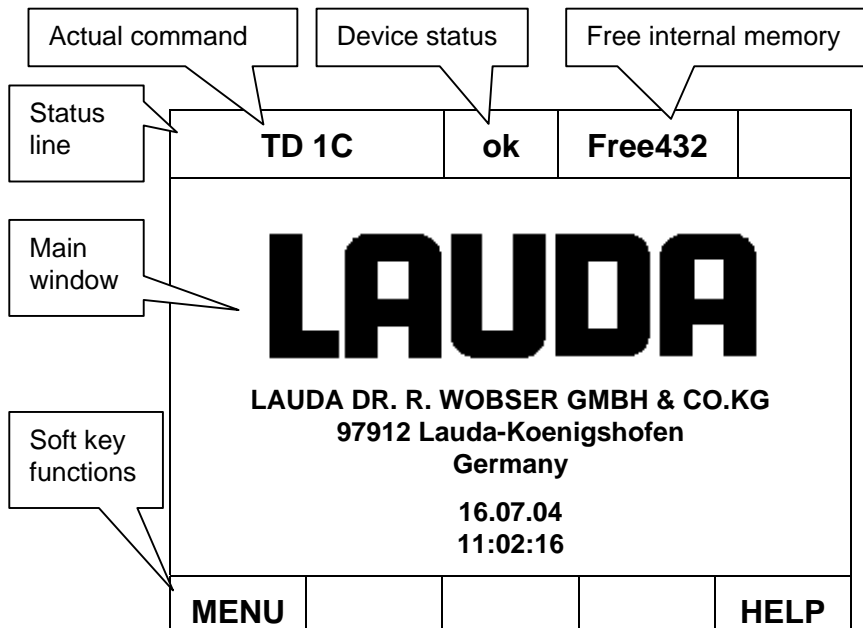 Actual command
Device status
Free internal memory
Status
line
TD 1C
ok
Free432
Main
window
LAUDA
LAUDA DR. R. WOBSER GMBH & CO.KG
97912 Lauda-Koenigshofen
Germany
Soft key
functions
16.07.04
11:02:16
MENU
HELP